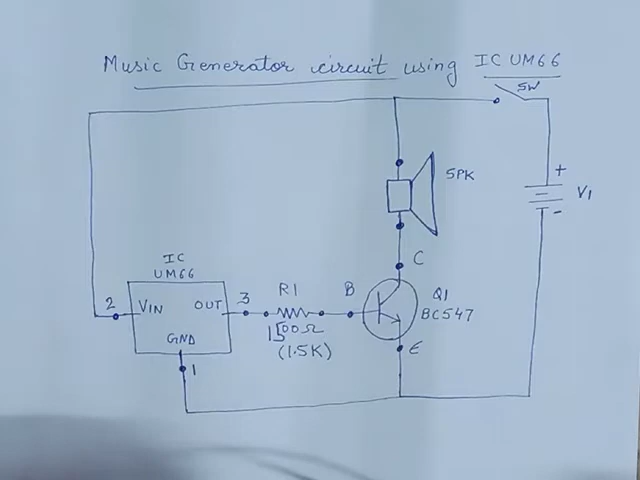 Music Generator circuit using IC UM66
SW
+
SPK
V1
-
C
IC
UM66
2
VIN
OUT
3
R1
B
Q1
BC547
1500Ω
(1.5K)
GND
E
1